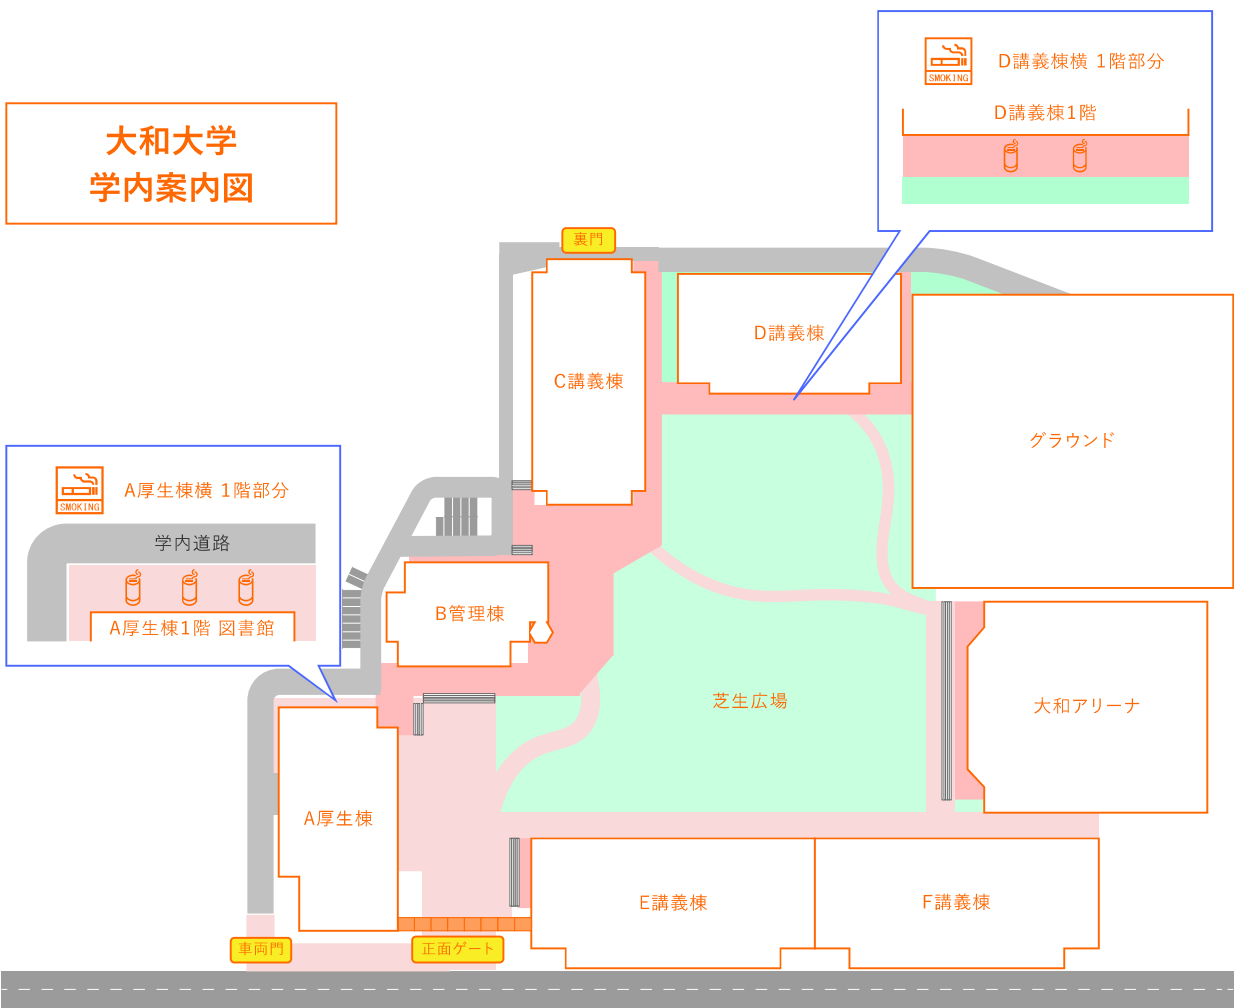 大和大学
学内案内図
SMOKING
D講義棟横 1階部分
D講義棟1階
裏門
D講義棟
C講義棟
グラウンド
SMOKING
A厚生棟横 1階部分
学内道路
A厚生棟1階 図書館
B管理棟
芝生広場
大和アリーナ
A厚生棟
E講義棟
F講義棟
車両門
正面ゲート